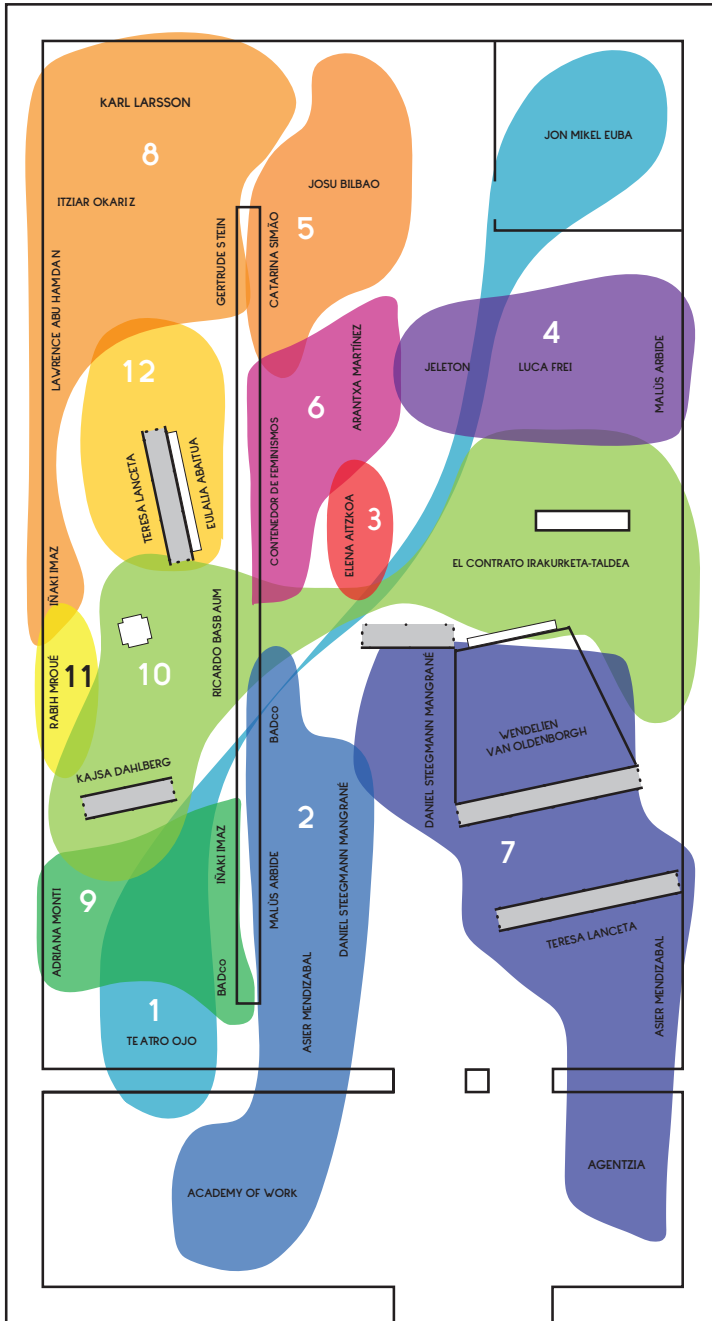 KARL LARSSON
8
ITZIAR OKARIZ
LAWRENCE ABU HAMDAN
GERTRUDE STEIN
JOSU BILBAO
5
CATARINA SIMÃO
JON MIKEL EUBA
4
JELETON
LUCA FREI
MALÚS ARBIDE
12
TERESA LANCETA
EULALIA ABAITUA
6
ARANTXA MARTÍNEZ
CONTENEDOR DE FEMINISMOS
3
ELENA AITZKOA
EL CONTRATO IRAKURKETA-TALDEA
IÑAKI IMAZ
11
RABIH MROUÉ
10
RICARDO BASBAUM
KAJSA DAHLBERG
BADco
2
MALÚS ARBIDE
DANIEL STEEGMANN MANGRANÉ
ASIER MENDIZABAL
DANIEL STEEGMANN MANGRANÉ
WENDELIEN
VAN OLDENBORGH
7
TERESA LANCETA
ASIER MENDIZABAL
IÑAKI IMAZ
9
ADRIANA MONTI
BADco
1
TEATRO OJO
ACADEMY OF WORK
AGENTZIA